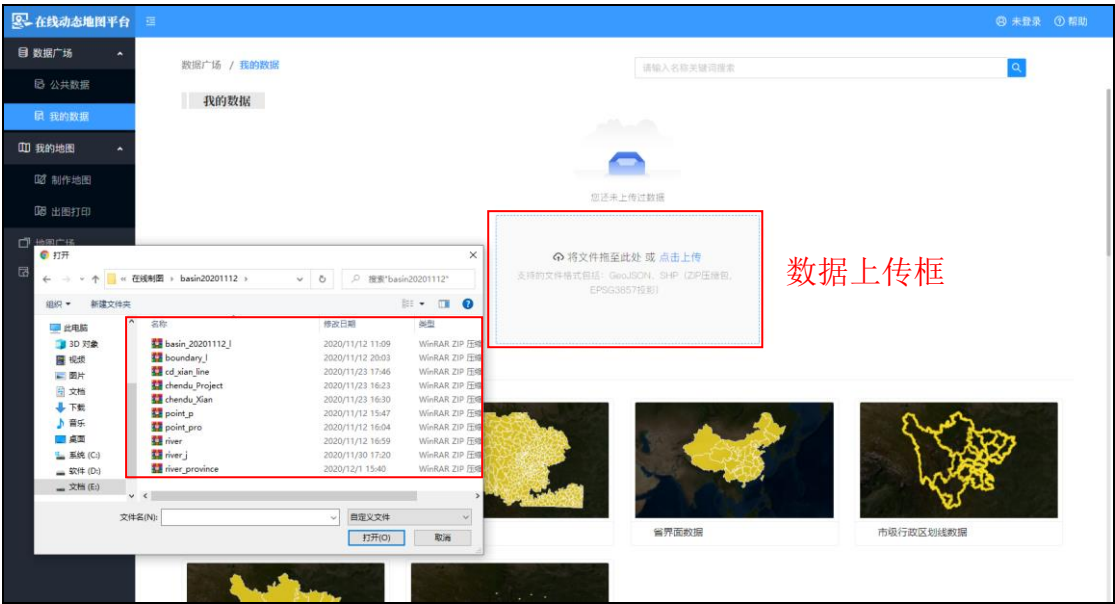 在线动态地图平台
未登录
帮助
数据广场
公共数据
我的数据
我的地图
制作地图
出图打印
地图广场
数据广场 / 我的数据
请输入名称关键词搜索
我的数据
您还未上传过数据
将文件拖至此处 或 点击上传
支持的文件格式包括：GeoJSON、SHP（ZIP压缩包，
EPSG3857投影）
数据上传框
打开
« 在线制图 › basin20201112 ›
搜索"basin20201112"
组织 新建文件夹
此电脑
3D 对象
视频
图片
文档
下载
音乐
桌面
系统 (C:)
软件 (D:)
文档 (E:)
名称 修改日期 类型
basin_20201112_l 2020/11/12 11:09 WinRAR ZIP 压缩
boundary_l 2020/11/12 20:03 WinRAR ZIP 压缩
cd_xian_line 2020/11/23 17:46 WinRAR ZIP 压缩
chendu_Project 2020/11/23 16:23 WinRAR ZIP 压缩
chendu_Xian 2020/11/23 16:30 WinRAR ZIP 压缩
point_p 2020/11/12 15:47 WinRAR ZIP 压缩
point_pro 2020/11/12 16:04 WinRAR ZIP 压缩
river 2020/11/12 16:59 WinRAR ZIP 压缩
river_j 2020/11/30 17:20 WinRAR ZIP 压缩
river_province 2020/12/1 15:40 WinRAR ZIP 压缩
文件名(N):
自定义文件
打开(O)
取消
省界面数据
市级行政区划线数据